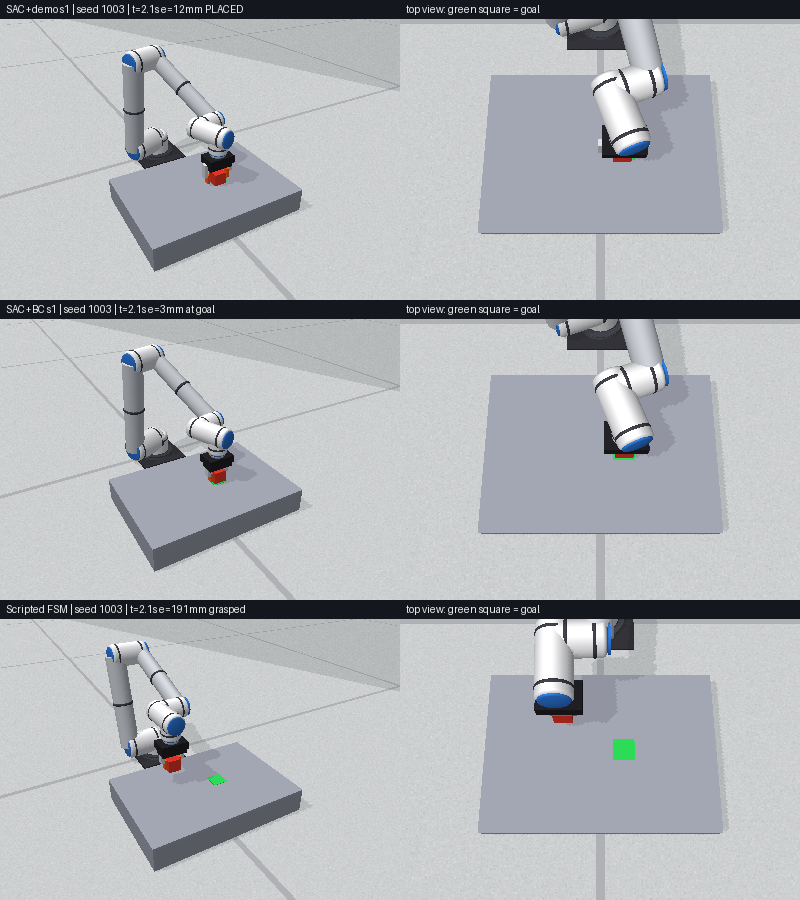 SAC+demos1 | seed 1003 | t=2.1s e=12mm PLACED
top view: green square = goal
SAC+BC s1 | seed 1003 | t=2.1s e=3mm at goal
top view: green square = goal
Scripted FSM | seed 1003 | t=2.1s e=191mm grasped
top view: green square = goal